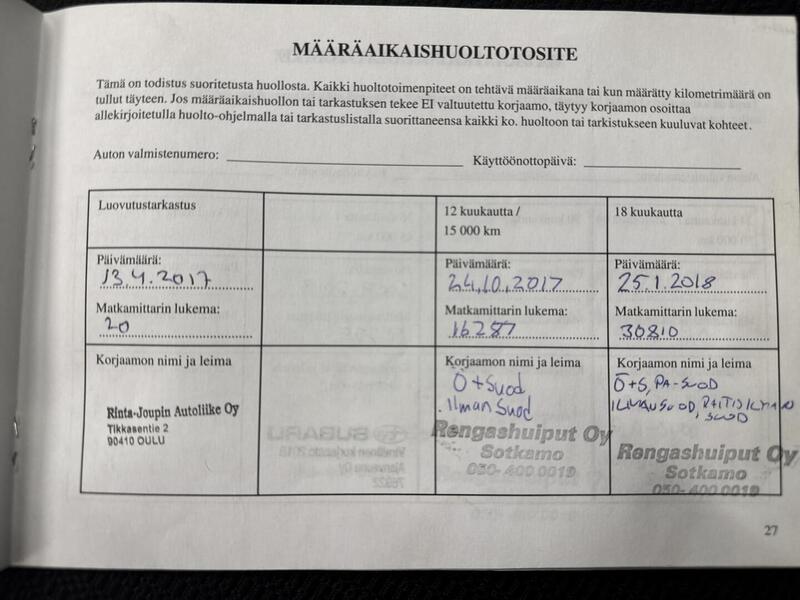 MÄÄRÄAIKAISHUOLTOTOSITE
Tämä on todistus suoritetusta huollosta. Kaikki huoltotoimenpiteet on tehtävä määräaikana tai kun määrätty kilometrimäärä on
tullut täyteen. Jos määräaikaishuollon tai tarkastuksen tekee EI valtuutettu korjaamo, täytyy korjaamon osoittaa
allekirjoitetulla huolto-ohjelmalla tai tarkastuslistalla suorittaneensa kaikki ko. huoltoon tai tarkistukseen kuuluvat kohteet.
Auton valmistenumero: Käyttöönottopäivä:
Luovutustarkastus
12 kuukautta /
15 000 km
18 kuukautta
Päivämäärä:
13.4.2017
Matkamittarin lukema:
20
Päivämäärä:
24.10.2017
Matkamittarin lukema:
16287
Päivämäärä:
25.1.2018
Matkamittarin lukema:
30810
Korjaamon nimi ja leima
Rinta-Joupin Autoliike Oy
Tikkasentie 2
90410 OULU
Korjaamon nimi ja leima
Ö+Suod
.Ilman Suod
Rengashuiput Oy
Sotkamo
050-400 0019
Korjaamon nimi ja leima
Ö+S, PA-SUOD
ILMANSUOD, RAITISILMAN
SUOD
Rengashuiput Oy
Sotkamo
050-400 0019
27